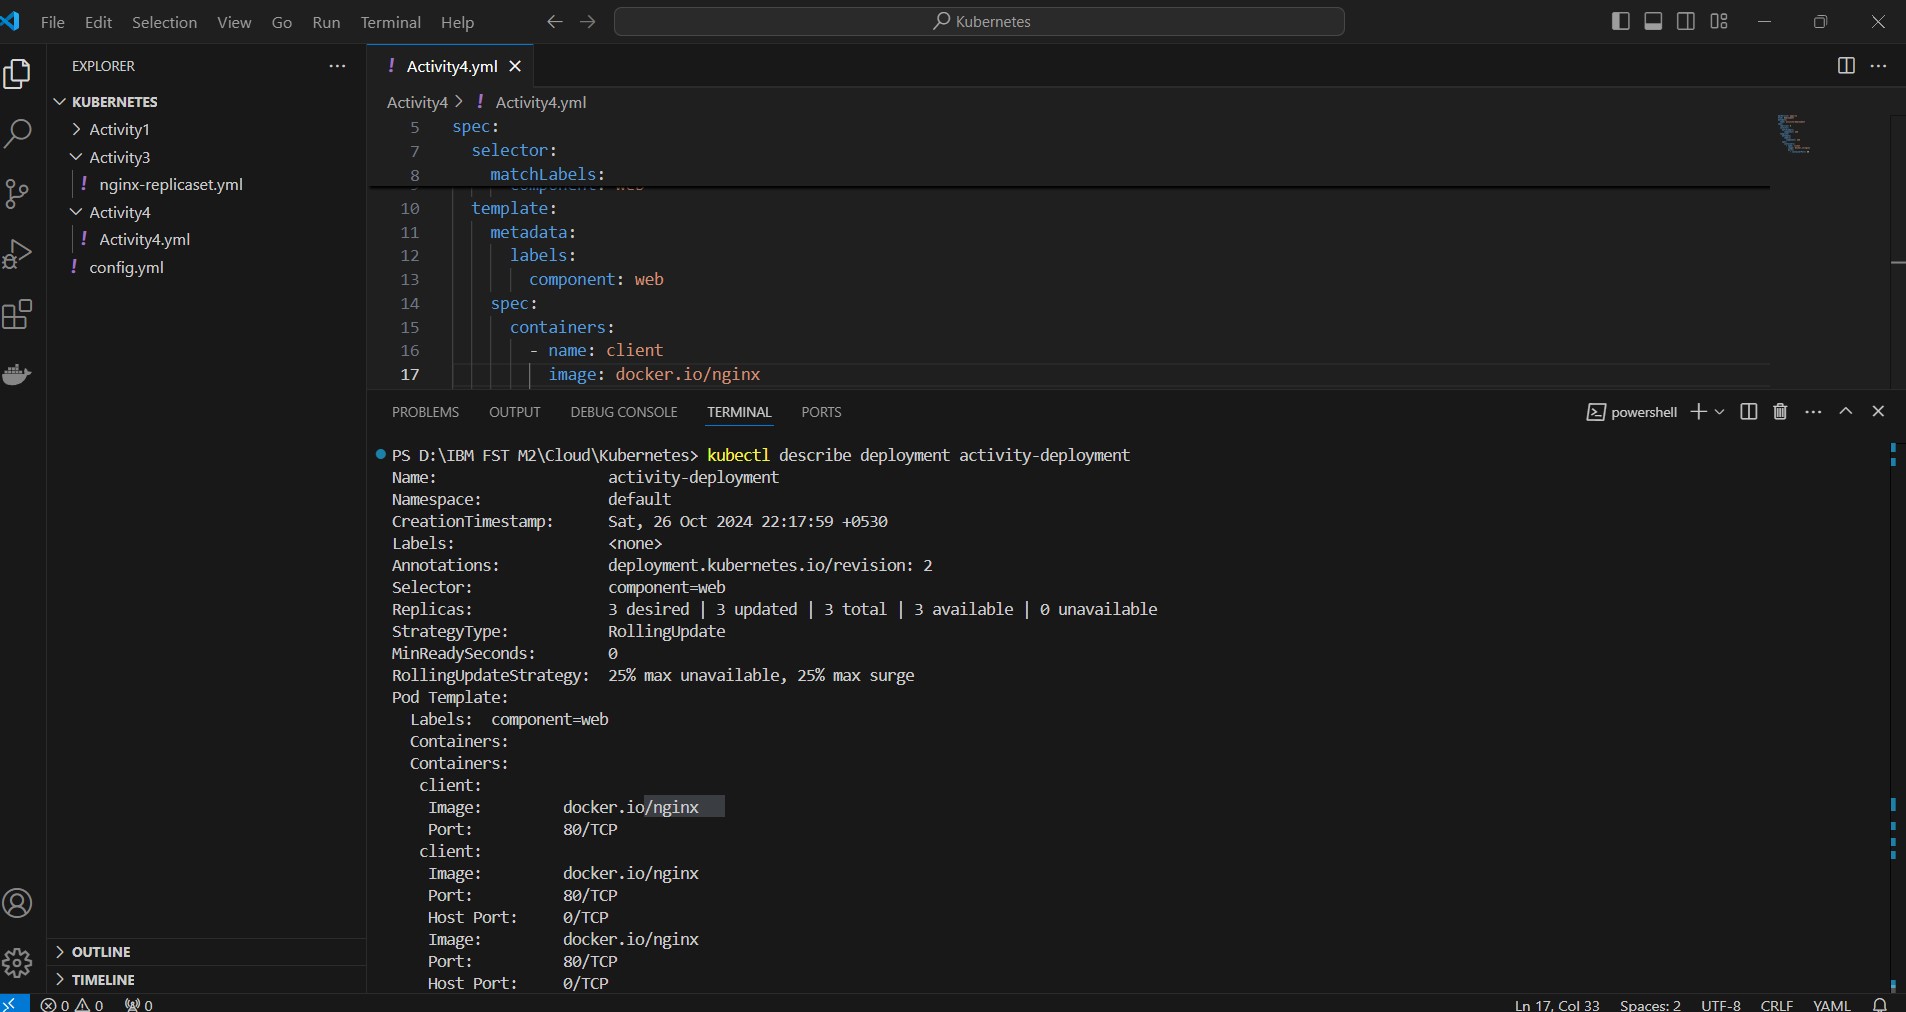 File Edit Selection View Go Run Terminal Help
Kubernetes
EXPLORER
KUBERNETES
Activity1
Activity3
! nginx-replicaset.yml
Activity4
! Activity4.yml
! config.yml
OUTLINE
TIMELINE
! Activity4.yml
Activity4 > ! Activity4.yml
5 spec:
7 selector:
8 matchLabels:
component: web
10 template:
11 metadata:
12 labels:
13 component: web
14 spec:
15 containers:
16 - name: client
17 image: docker.io/nginx
PROBLEMS OUTPUT DEBUG CONSOLE TERMINAL PORTS
powershell
PS D:\IBM FST M2\Cloud\Kubernetes> kubectl describe deployment activity-deployment
Name: activity-deployment
Namespace: default
CreationTimestamp: Sat, 26 Oct 2024 22:17:59 +0530
Labels: <none>
Annotations: deployment.kubernetes.io/revision: 2
Selector: component=web
Replicas: 3 desired | 3 updated | 3 total | 3 available | 0 unavailable
StrategyType: RollingUpdate
MinReadySeconds: 0
RollingUpdateStrategy: 25% max unavailable, 25% max surge
Pod Template:
Labels: component=web
Containers:
Containers:
client:
Image: docker.io/nginx
Port: 80/TCP
client:
Image: docker.io/nginx
Port: 80/TCP
Host Port: 0/TCP
Image: docker.io/nginx
Port: 80/TCP
Host Port: 0/TCP
0 0 0
Ln 17, Col 33 Spaces: 2 UTF-8 CRLF YAML